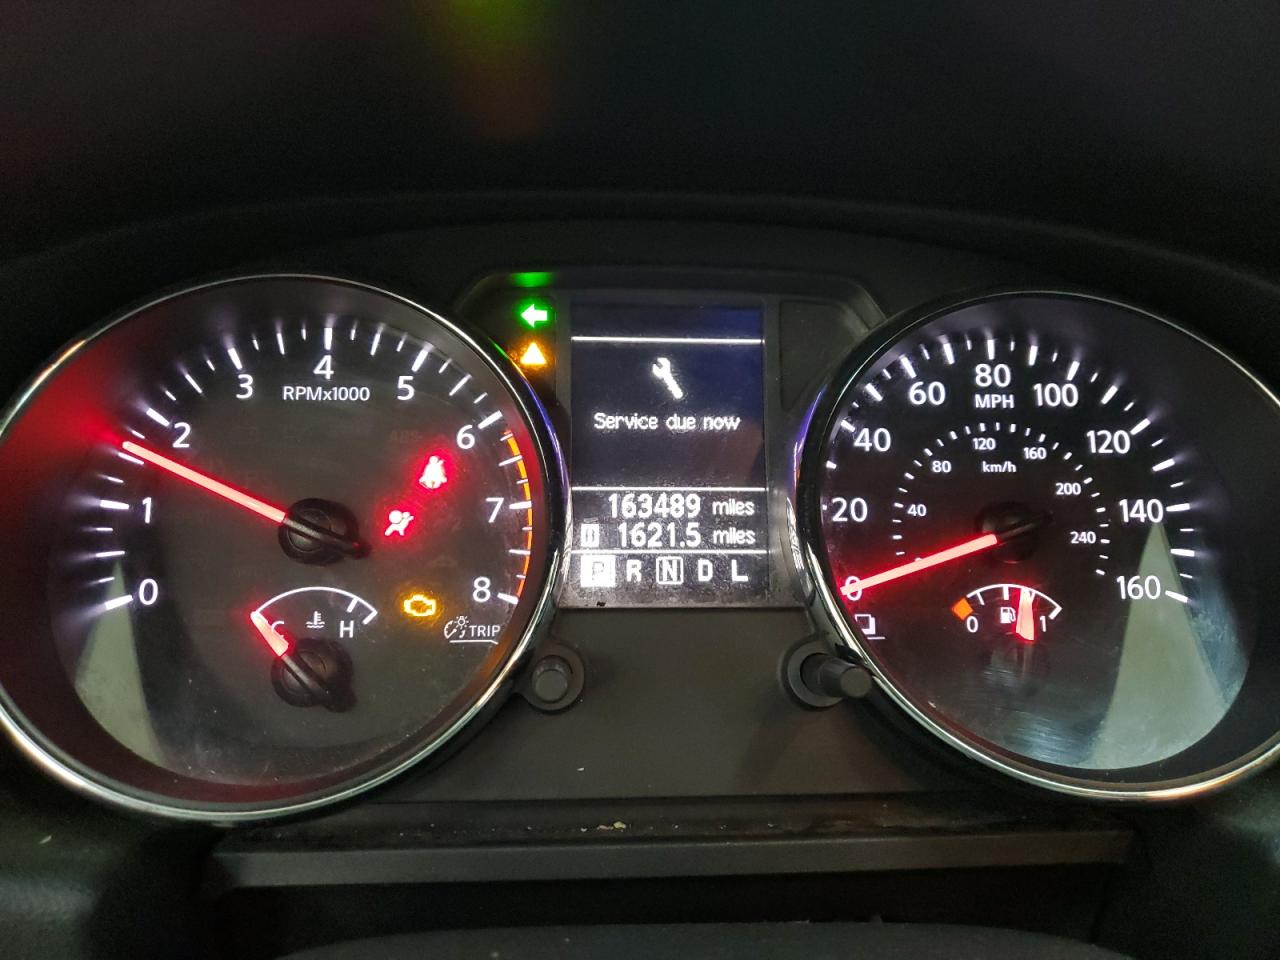 4
3 5
RPMx1000
2 6
1 7
0 8
C H
TRIP
Service due now
163489 miles
1621.5 miles
P R N D L
80
60 100
MPH
40 120
20 140
0 160
120
80 160
km/h
40 200
240
0 1